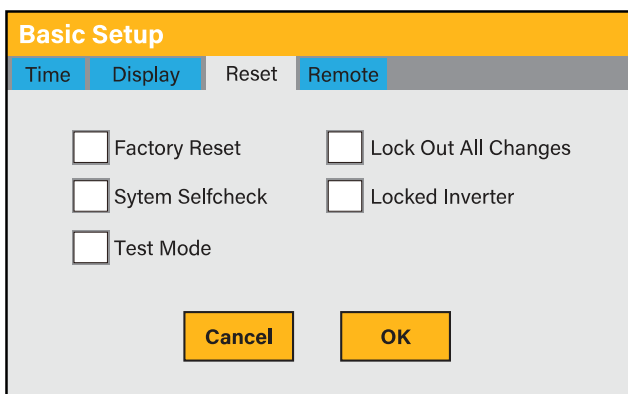 Basic Setup
Time Display Reset Remote
Factory Reset Lock Out All Changes
Sytem Selfcheck Locked Inverter
Test Mode
Cancel OK